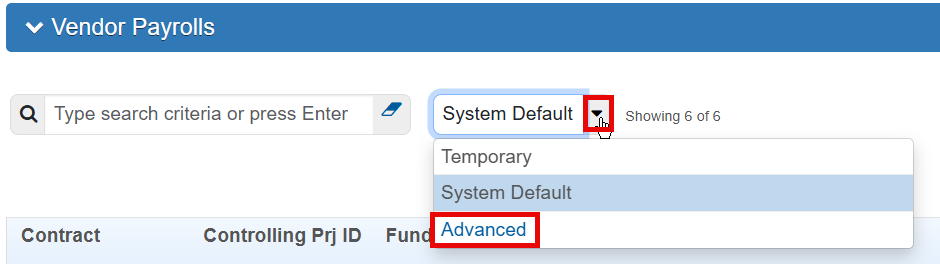 Vendor Payrolls
Type search criteria or press Enter
System Default
Showing 6 of 6
Temporary
System Default
Advanced
Contract
Controlling Prj ID
Fund